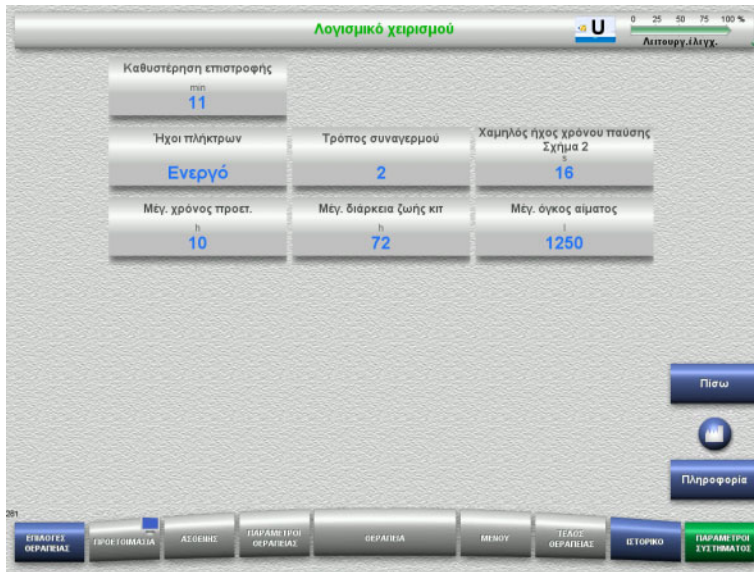 Λογισμικό χειρισμού
U
0 25 50 75 100 %
Λειτουργ.έλεγχ.
Καθυστέρηση επιστροφής
min
11
Ήχοι πλήκτρων
Ενεργό
Τρόπος συναγερμού
2
Χαμηλός ήχος χρόνου παύσης
Σχήμα 2
s
16
Μέγ. χρόνος προετ.
h
10
Μέγ. διάρκεια ζωής κιτ
h
72
Μέγ. όγκος αίματος
l
1250
Πίσω
Πληροφορία
281
ΕΠΙΛΟΓΕΣ
ΘΕΡΑΠΕΙΑΣ
ΠΡΟΕΤΟΙΜΑΣΙΑ
ΑΣΘΕΝΗΣ
ΠΑΡΑΜΕΤΡΟΙ
ΘΕΡΑΠΕΙΑΣ
ΘΕΡΑΠΕΙΑ
ΜΕΝΟΥ
ΤΕΛΟΣ
ΘΕΡΑΠΕΙΑΣ
ΙΣΤΟΡΙΚΟ
ΠΑΡΑΜΕΤΡΟΙ
ΣΥΣΤΗΜΑΤΟΣ